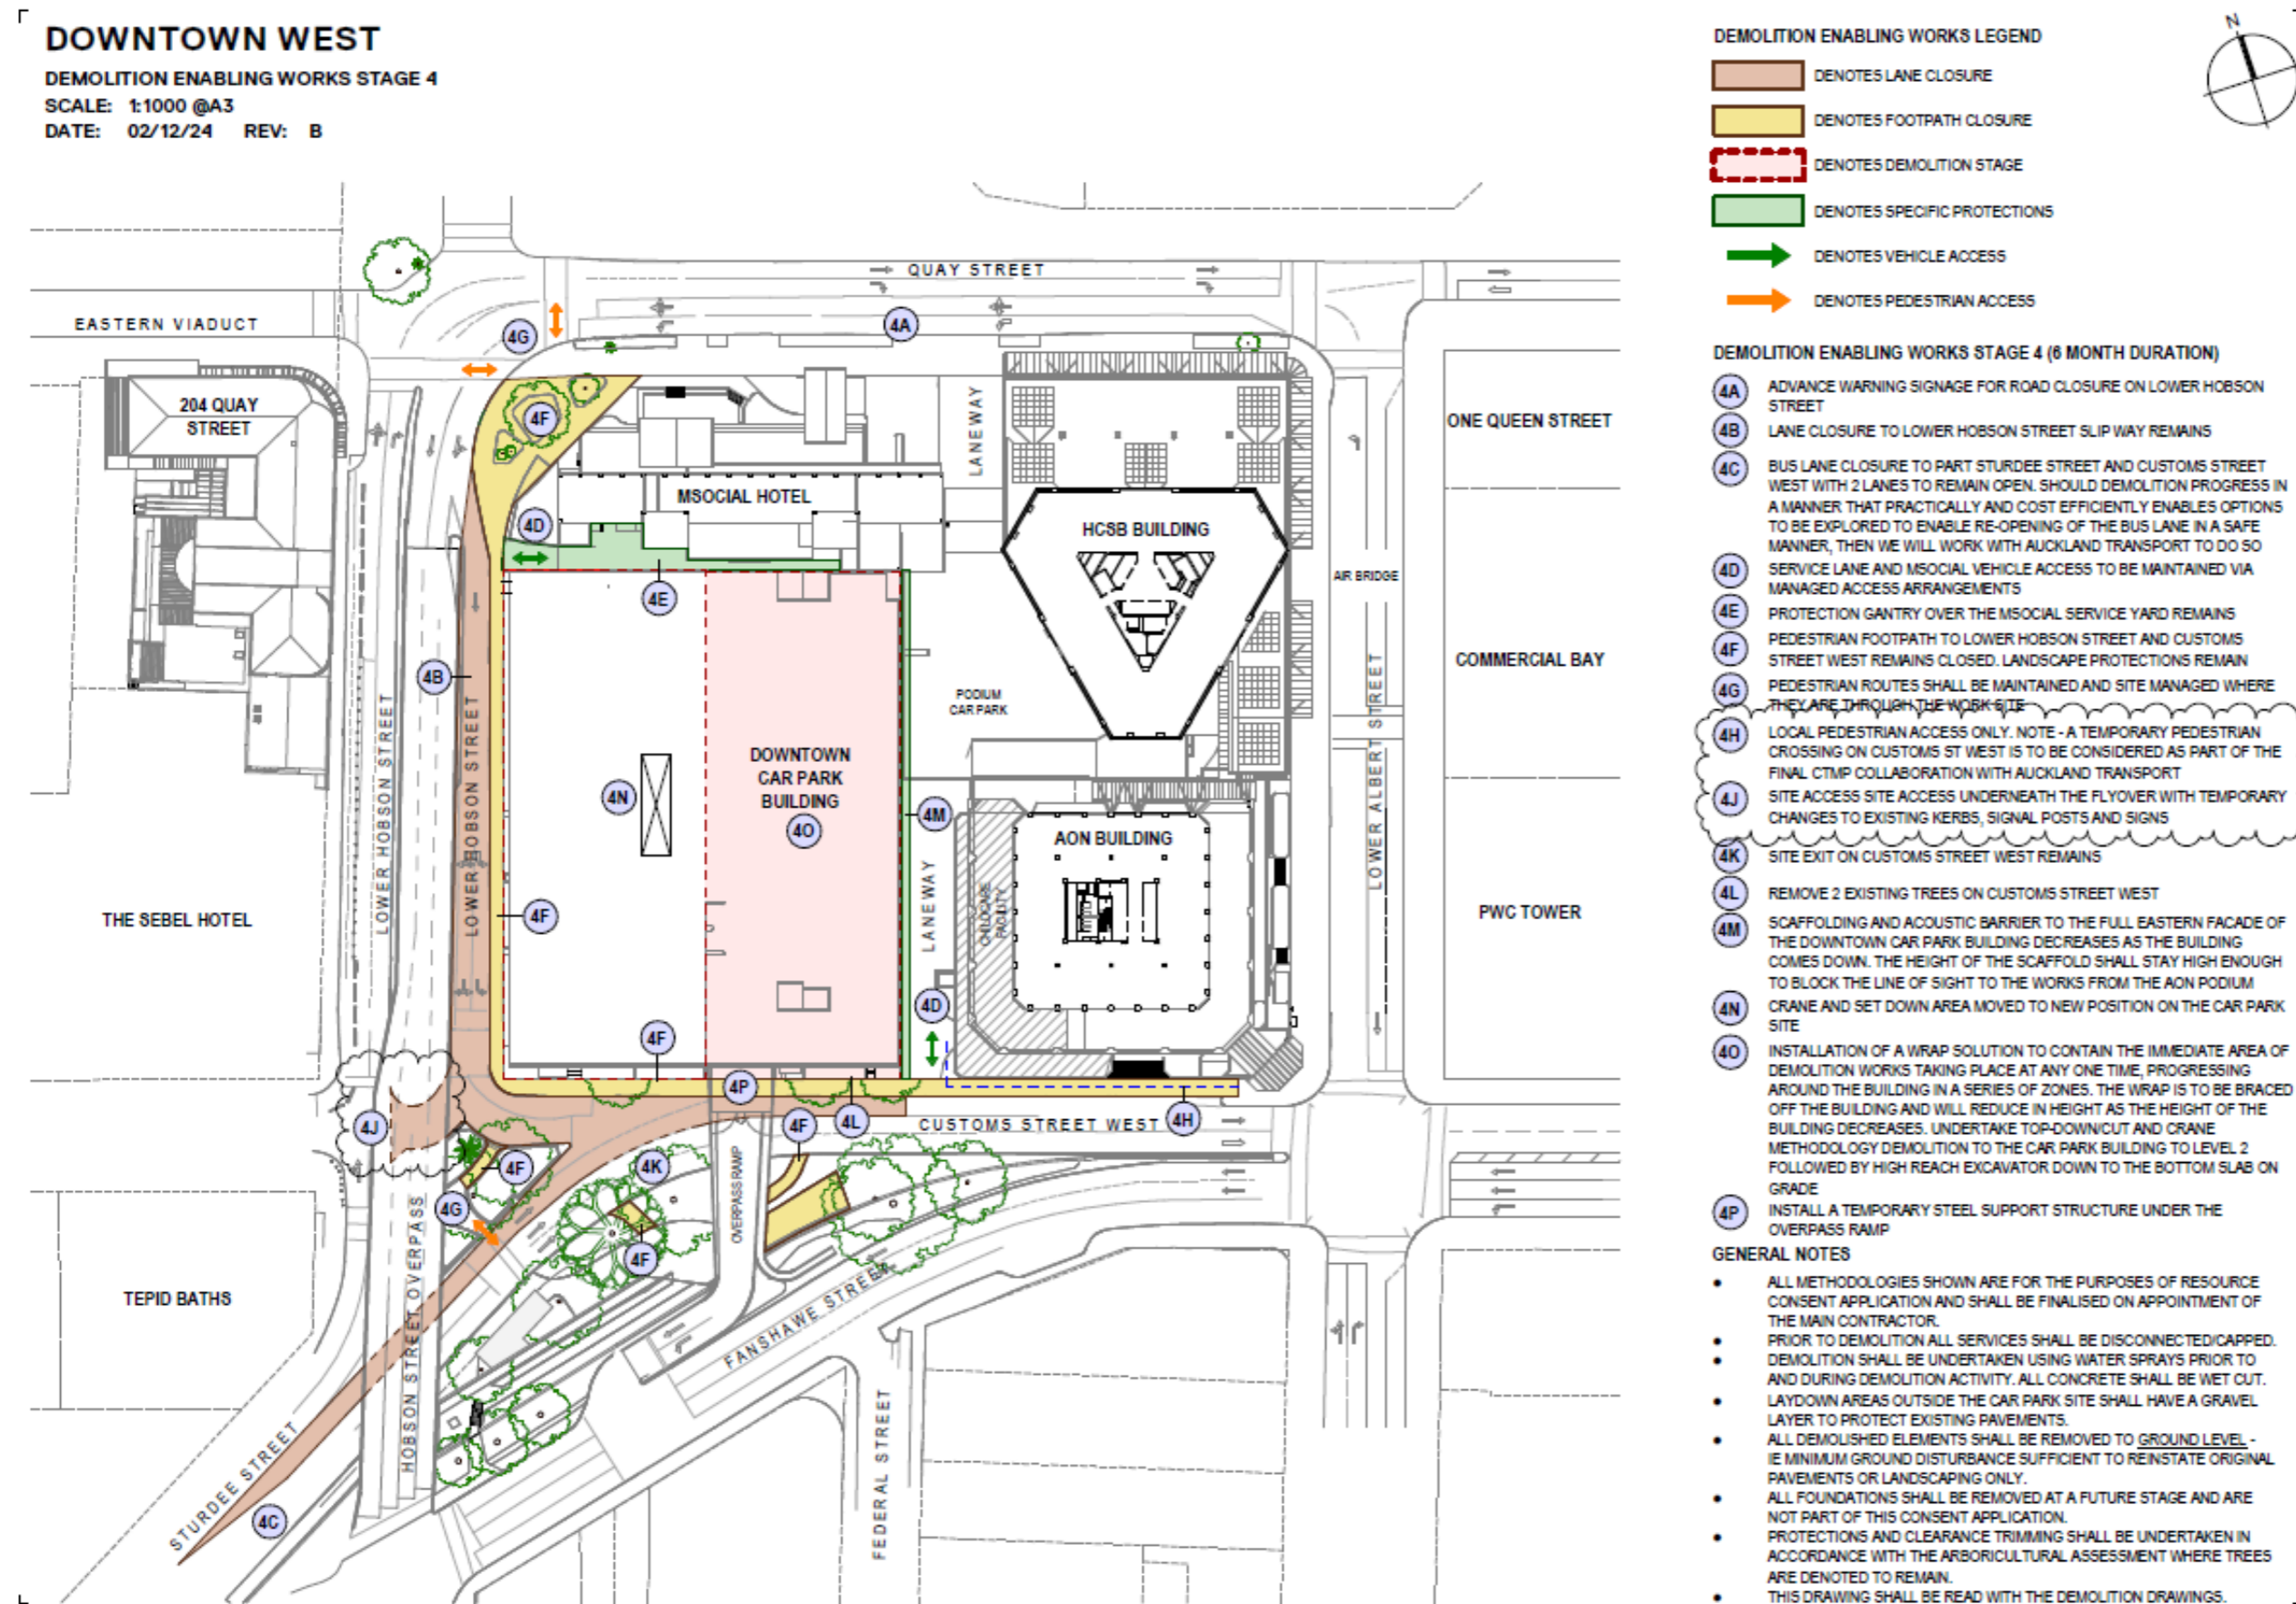 DOWNTOWN WEST
DEMOLITION ENABLING WORKS STAGE 4
SCALE: 1:1000 @A3
DATE: 02/12/24 REV: B
N
QUAY STREET
4A
EASTERN VIADUCT
4G
204 QUAY
STREET
4F
LANEWAY
ONE QUEEN STREET
MSOCIAL HOTEL
4D
HCSB BUILDING
AIR BRIDGE
4E
COMMERCIAL BAY
4B
PODIUM
CAR PARK
LOWER HOBSON STREET
LOWER HOBSON STREET
LOWER ALBERT STREET
DOWNTOWN
CAR PARK
BUILDING
4N
4O
4M
AON BUILDING
LANEWAY
CHILDCARE
FACILITY
THE SEBEL HOTEL
4F
PWC TOWER
4D
4F
4P
4J
4F
4L
CUSTOMS STREET WEST
4H
4F
4K
4G
OVERPASS RAMP
4F
HOBSON STREET OVERPASS
TEPID BATHS
FANSHAWE STREET
FEDERAL STREET
STURDEE STREET
4C
DEMOLITION ENABLING WORKS LEGEND
DENOTES LANE CLOSURE
DENOTES FOOTPATH CLOSURE
DENOTES DEMOLITION STAGE
DENOTES SPECIFIC PROTECTIONS
DENOTES VEHICLE ACCESS
DENOTES PEDESTRIAN ACCESS
DEMOLITION ENABLING WORKS STAGE 4 (6 MONTH DURATION)
4A ADVANCE WARNING SIGNAGE FOR ROAD CLOSURE ON LOWER HOBSON
STREET
4B LANE CLOSURE TO LOWER HOBSON STREET SLIP WAY REMAINS
4C BUS LANE CLOSURE TO PART STURDEE STREET AND CUSTOMS STREET
WEST WITH 2 LANES TO REMAIN OPEN. SHOULD DEMOLITION PROGRESS IN
A MANNER THAT PRACTICALLY AND COST EFFICIENTLY ENABLES OPTIONS
TO BE EXPLORED TO ENABLE RE-OPENING OF THE BUS LANE IN A SAFE
MANNER, THEN WE WILL WORK WITH AUCKLAND TRANSPORT TO DO SO
4D SERVICE LANE AND MSOCIAL VEHICLE ACCESS TO BE MAINTAINED VIA
MANAGED ACCESS ARRANGEMENTS
4E PROTECTION GANTRY OVER THE MSOCIAL SERVICE YARD REMAINS
4F PEDESTRIAN FOOTPATH TO LOWER HOBSON STREET AND CUSTOMS
STREET WEST REMAINS CLOSED. LANDSCAPE PROTECTIONS REMAIN
4G PEDESTRIAN ROUTES SHALL BE MAINTAINED AND SITE MANAGED WHERE
THEY ARE THROUGH THE WORK SITE
4H LOCAL PEDESTRIAN ACCESS ONLY. NOTE - A TEMPORARY PEDESTRIAN
CROSSING ON CUSTOMS ST WEST IS TO BE CONSIDERED AS PART OF THE
FINAL CTMP COLLABORATION WITH AUCKLAND TRANSPORT
4J SITE ACCESS SITE ACCESS UNDERNEATH THE FLYOVER WITH TEMPORARY
CHANGES TO EXISTING KERBS, SIGNAL POSTS AND SIGNS
4K SITE EXIT ON CUSTOMS STREET WEST REMAINS
4L REMOVE 2 EXISTING TREES ON CUSTOMS STREET WEST
4M SCAFFOLDING AND ACOUSTIC BARRIER TO THE FULL EASTERN FACADE OF
THE DOWNTOWN CAR PARK BUILDING DECREASES AS THE BUILDING
COMES DOWN. THE HEIGHT OF THE SCAFFOLD SHALL STAY HIGH ENOUGH
TO BLOCK THE LINE OF SIGHT TO THE WORKS FROM THE AON PODIUM
4N CRANE AND SET DOWN AREA MOVED TO NEW POSITION ON THE CAR PARK
SITE
4O INSTALLATION OF A WRAP SOLUTION TO CONTAIN THE IMMEDIATE AREA OF
DEMOLITION WORKS TAKING PLACE AT ANY ONE TIME, PROGRESSING
AROUND THE BUILDING IN A SERIES OF ZONES. THE WRAP IS TO BE BRACED
OFF THE BUILDING AND WILL REDUCE IN HEIGHT AS THE HEIGHT OF THE
BUILDING DECREASES. UNDERTAKE TOP-DOWN/CUT AND CRANE
METHODOLOGY DEMOLITION TO THE CAR PARK BUILDING TO LEVEL 2
FOLLOWED BY HIGH REACH EXCAVATOR DOWN TO THE BOTTOM SLAB ON
GRADE
4P INSTALL A TEMPORARY STEEL SUPPORT STRUCTURE UNDER THE
OVERPASS RAMP
GENERAL NOTES
• ALL METHODOLOGIES SHOWN ARE FOR THE PURPOSES OF RESOURCE
CONSENT APPLICATION AND SHALL BE FINALISED ON APPOINTMENT OF
THE MAIN CONTRACTOR.
• PRIOR TO DEMOLITION ALL SERVICES SHALL BE DISCONNECTED/CAPPED.
• DEMOLITION SHALL BE UNDERTAKEN USING WATER SPRAYS PRIOR TO
AND DURING DEMOLITION ACTIVITY. ALL CONCRETE SHALL BE WET CUT.
• LAYDOWN AREAS OUTSIDE THE CAR PARK SITE SHALL HAVE A GRAVEL
LAYER TO PROTECT EXISTING PAVEMENTS.
• ALL DEMOLISHED ELEMENTS SHALL BE REMOVED TO GROUND LEVEL -
IE MINIMUM GROUND DISTURBANCE SUFFICIENT TO REINSTATE ORIGINAL
PAVEMENTS OR LANDSCAPING ONLY.
• ALL FOUNDATIONS SHALL BE REMOVED AT A FUTURE STAGE AND ARE
NOT PART OF THIS CONSENT APPLICATION.
• PROTECTIONS AND CLEARANCE TRIMMING SHALL BE UNDERTAKEN IN
ACCORDANCE WITH THE ARBORICULTURAL ASSESSMENT WHERE TREES
ARE DENOTED TO REMAIN.
• THIS DRAWING SHALL BE READ WITH THE DEMOLITION DRAWINGS.